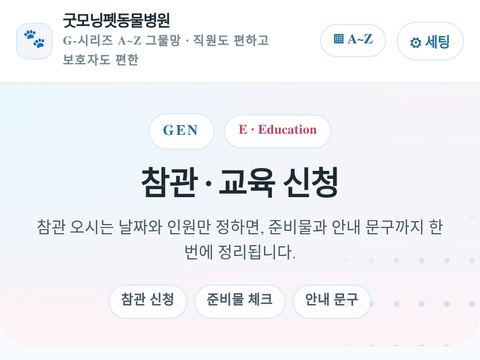 굿모닝펫동물병원
G-시리즈 A~Z 그물망 · 직원도 편하고
보호자도 편한
A~Z
세팅
GEN
E · Education
참관 · 교육 신청
참관 오시는 날짜와 인원만 정하면, 준비물과 안내 문구까지 한
번에 정리됩니다.
참관 신청
준비물 체크
안내 문구